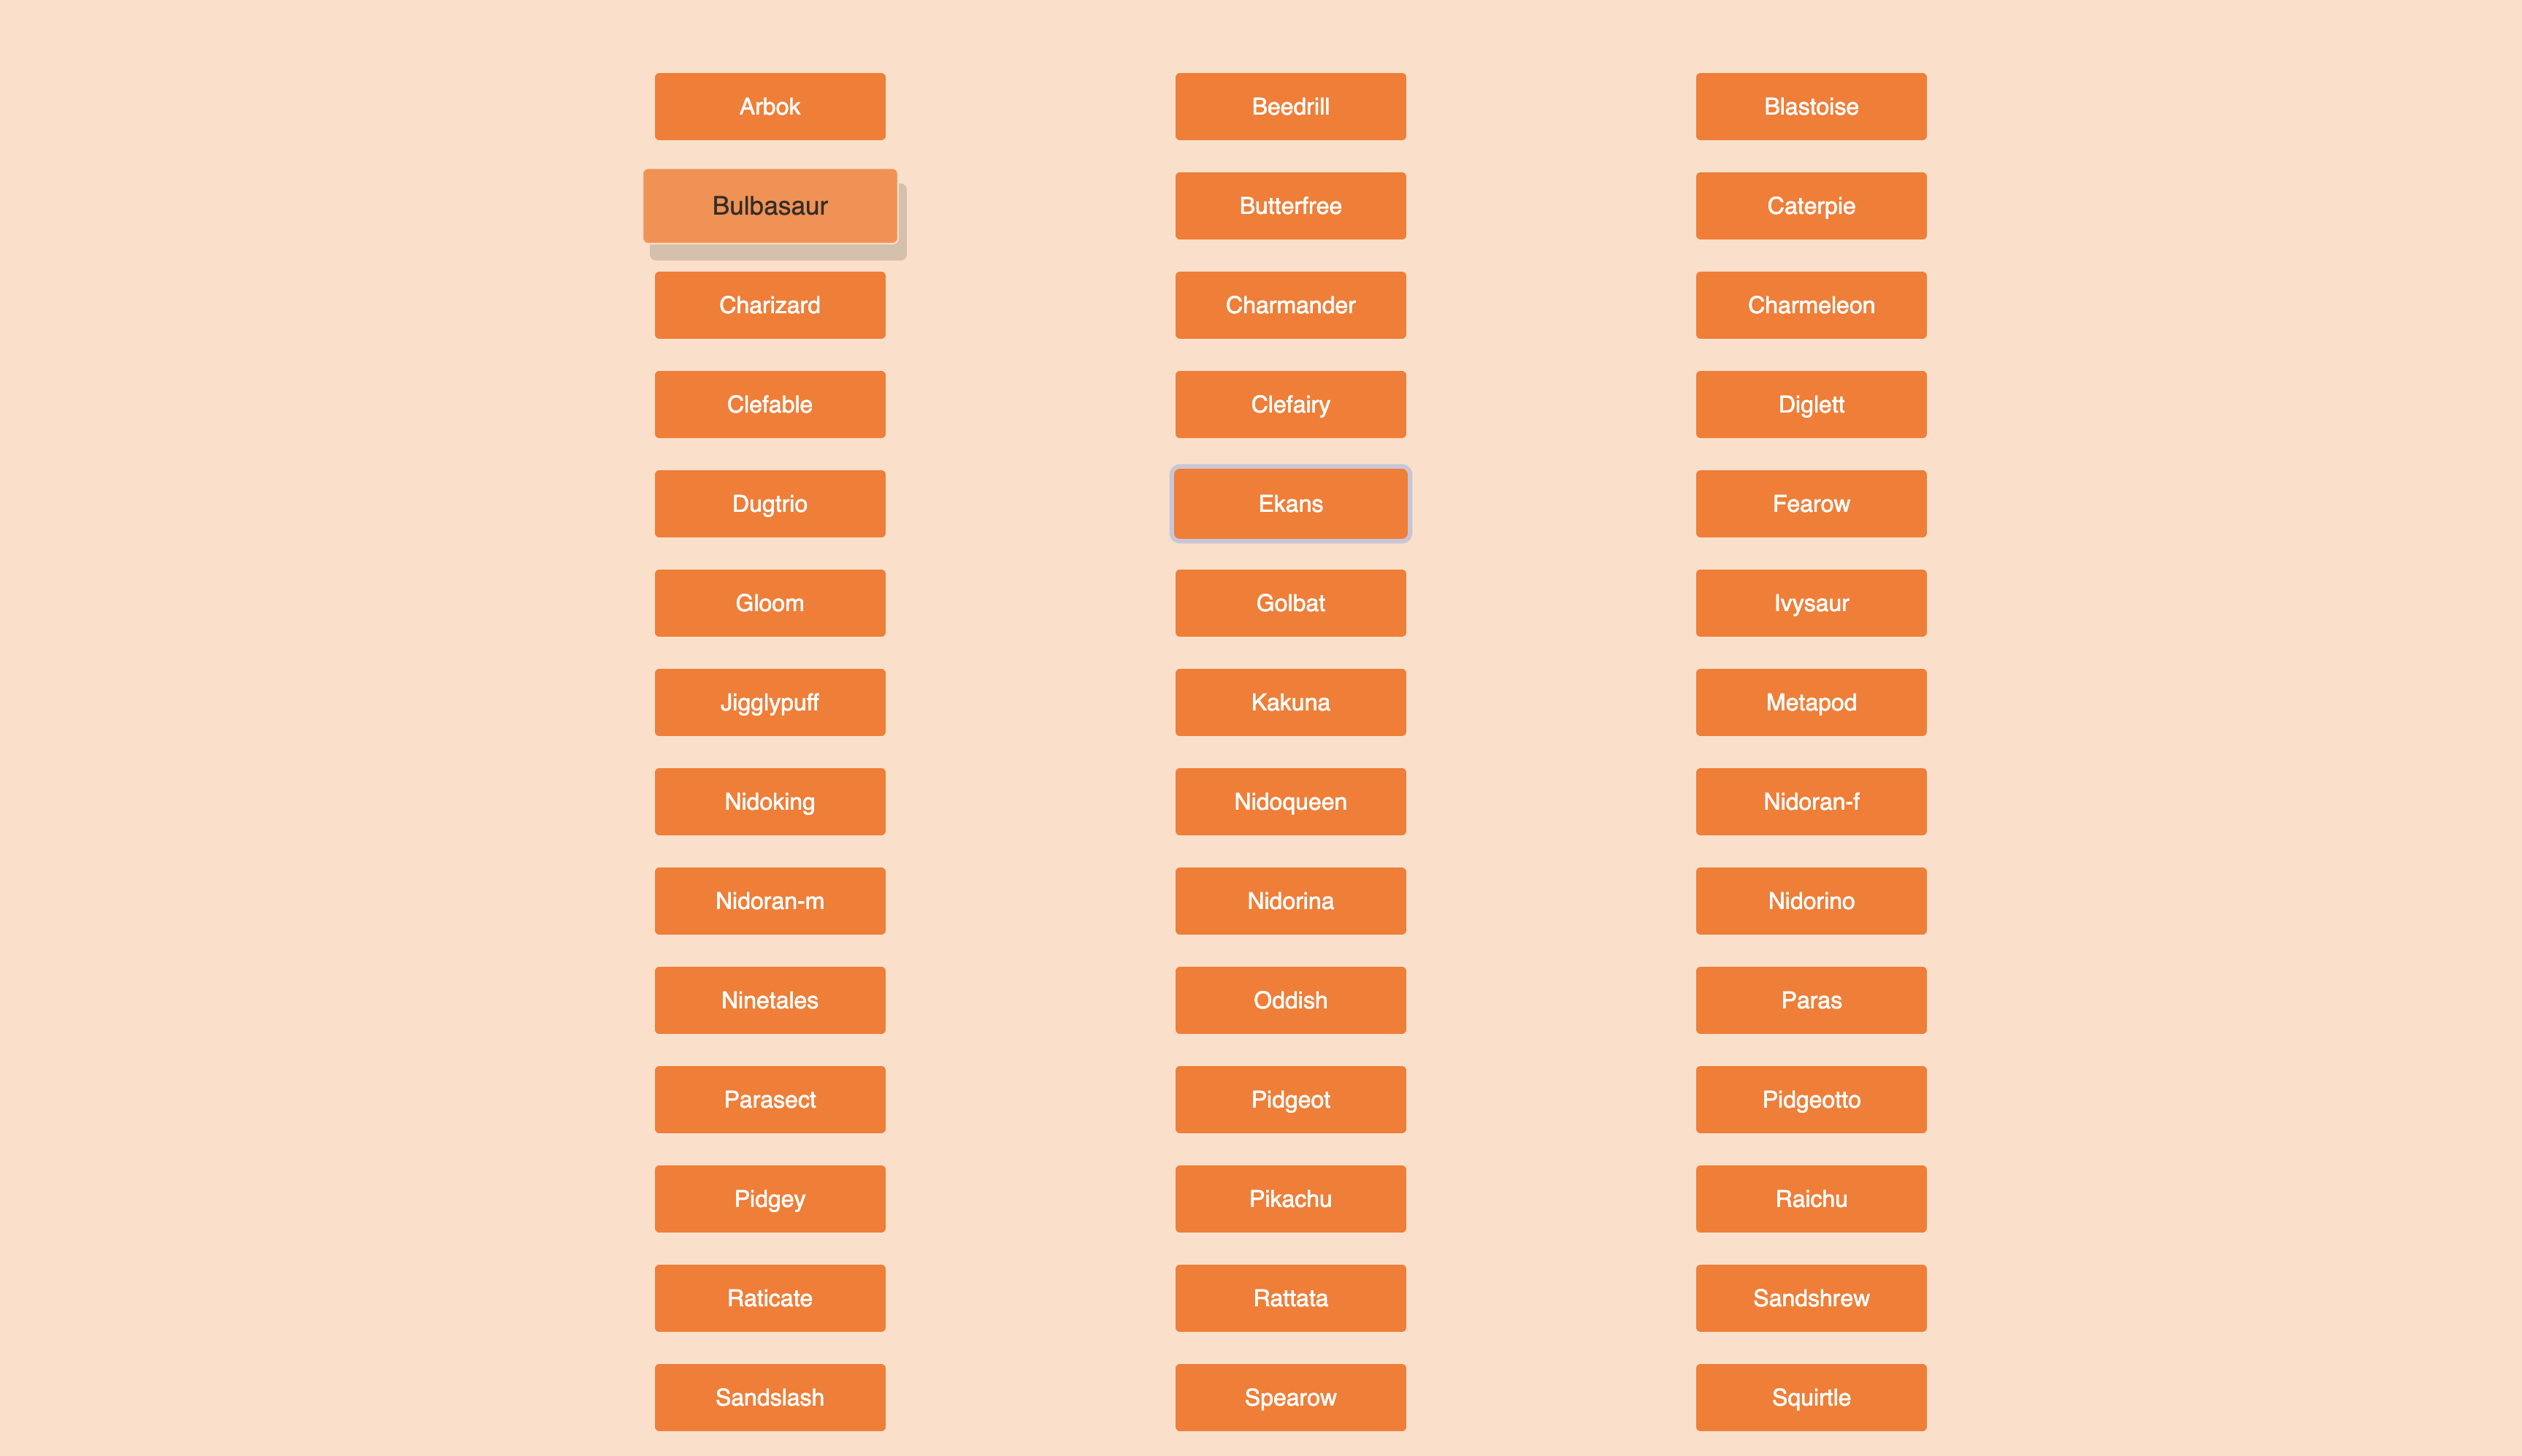 Arbok Beedrill Blastoise
Bulbasaur Butterfree Caterpie
Charizard Charmander Charmeleon
Clefable Clefairy Diglett
Dugtrio Ekans Fearow
Gloom Golbat Ivysaur
Jigglypuff Kakuna Metapod
Nidoking Nidoqueen Nidoran-f
Nidoran-m Nidorina Nidorino
Ninetales Oddish Paras
Parasect Pidgeot Pidgeotto
Pidgey Pikachu Raichu
Raticate Rattata Sandshrew
Sandslash Spearow Squirtle